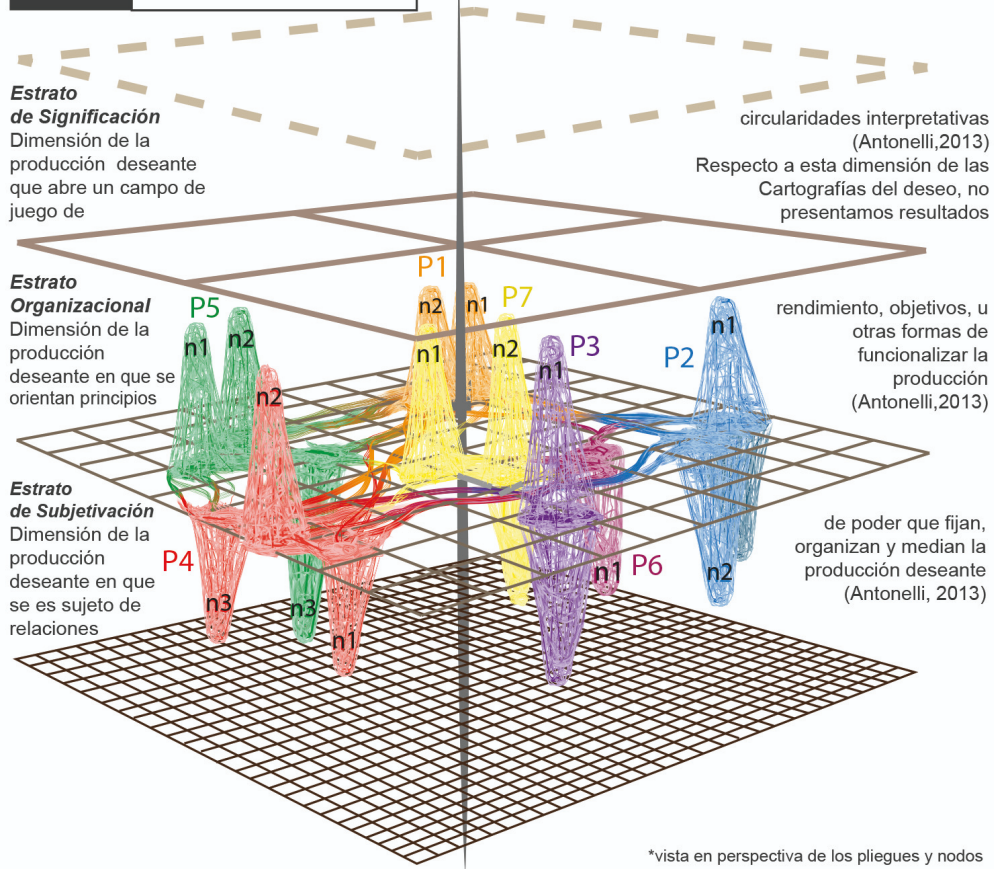 Estrato
de Significación
Dimensión de la
producción deseante
que abre un campo de
juego de
circularidades interpretativas
(Antonelli,2013)
Respecto a esta dimensión de las
Cartografías del deseo, no
presentamos resultados
Estrato
Organizacional
Dimensión de la
producción
deseante en que se
orientan principios
rendimiento, objetivos, u
otras formas de
funcionalizar la
producción
(Antonelli,2013)
Estrato
de Subjetivación
Dimensión de la
producción
deseante en que
se es sujeto de
relaciones
de poder que fijan,
organizan y median la
producción deseante
(Antonelli, 2013)
P5
n1
n2
P1
n2
n1
P7
n1
n2
P3
n1
P2
n1
n2
P4
n2
n3
n1
n3
P6
n1
*vista en perspectiva de los pliegues y nodos